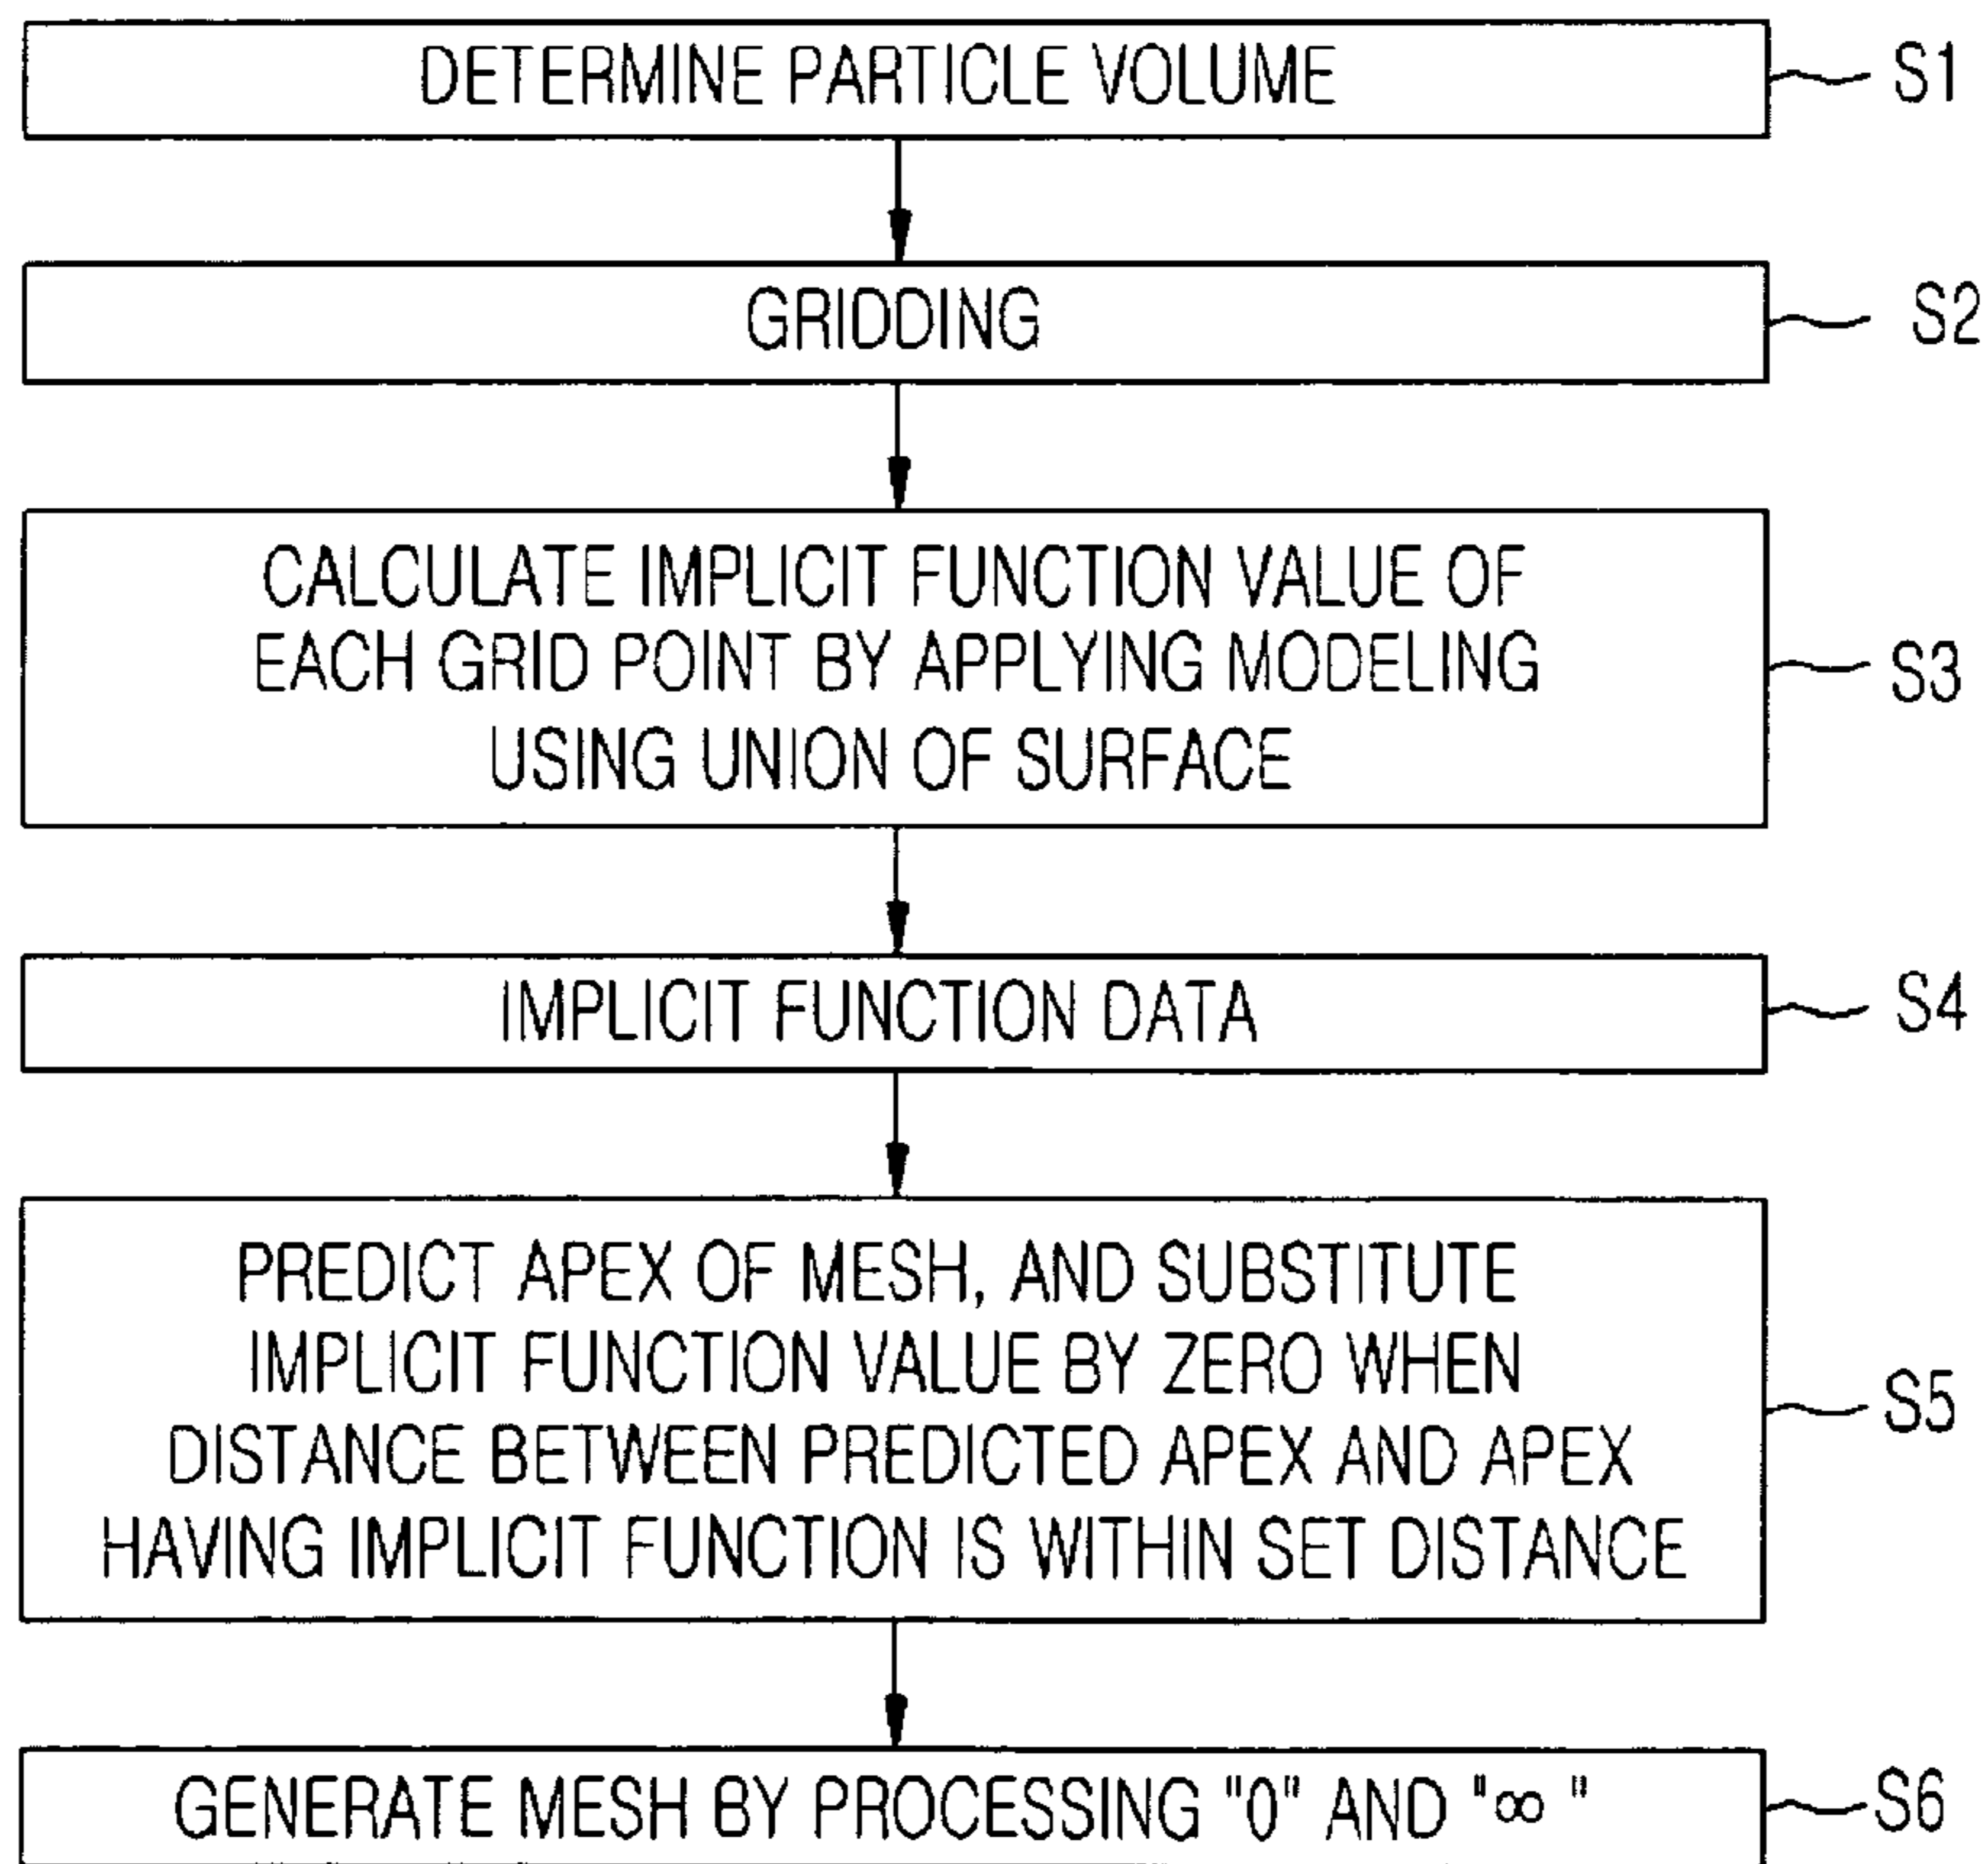 DETERMINE PARTICLE VOLUME
S1
GRIDDING
S2
CALCULATE IMPLICIT FUNCTION VALUE OF
EACH GRID POINT BY APPLYING MODELING
USING UNION OF SURFACE
S3
IMPLICIT FUNCTION DATA
S4
PREDICT APEX OF MESH, AND SUBSTITUTE
IMPLICIT FUNCTION VALUE BY ZERO WHEN
DISTANCE BETWEEN PREDICTED APEX AND APEX
HAVING IMPLICIT FUNCTION IS WITHIN SET DISTANCE
S5
GENERATE MESH BY PROCESSING "0" AND "∞ "
S6